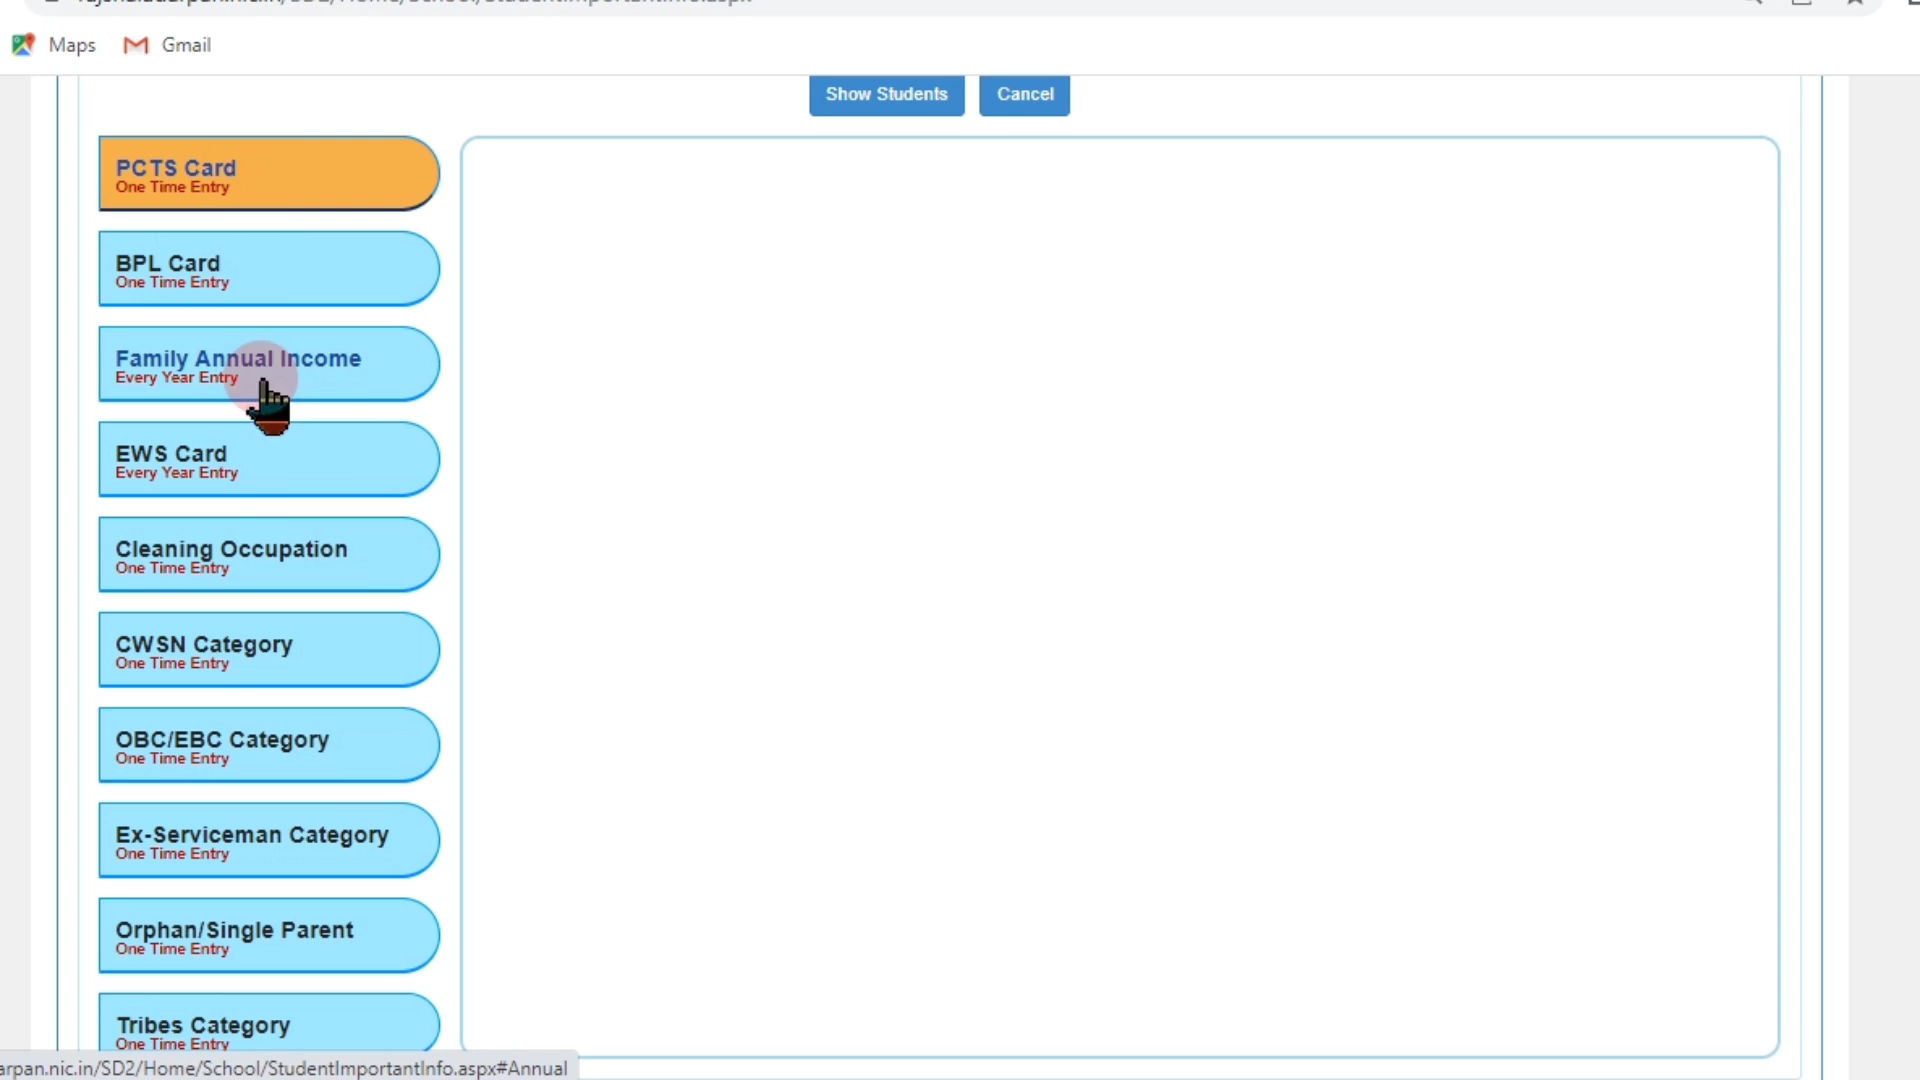 Maps Gmail
Show Students Cancel
PCTS Card
One Time Entry
BPL Card
One Time Entry
Family Annual Income
Every Year Entry
EWS Card
Every Year Entry
Cleaning Occupation
One Time Entry
CWSN Category
One Time Entry
OBC/EBC Category
One Time Entry
Ex-Serviceman Category
One Time Entry
Orphan/Single Parent
One Time Entry
Tribes Category
One Time Entry
arpan.nic.in/SD2/Home/School/StudentImportantInfo.aspx#Annual